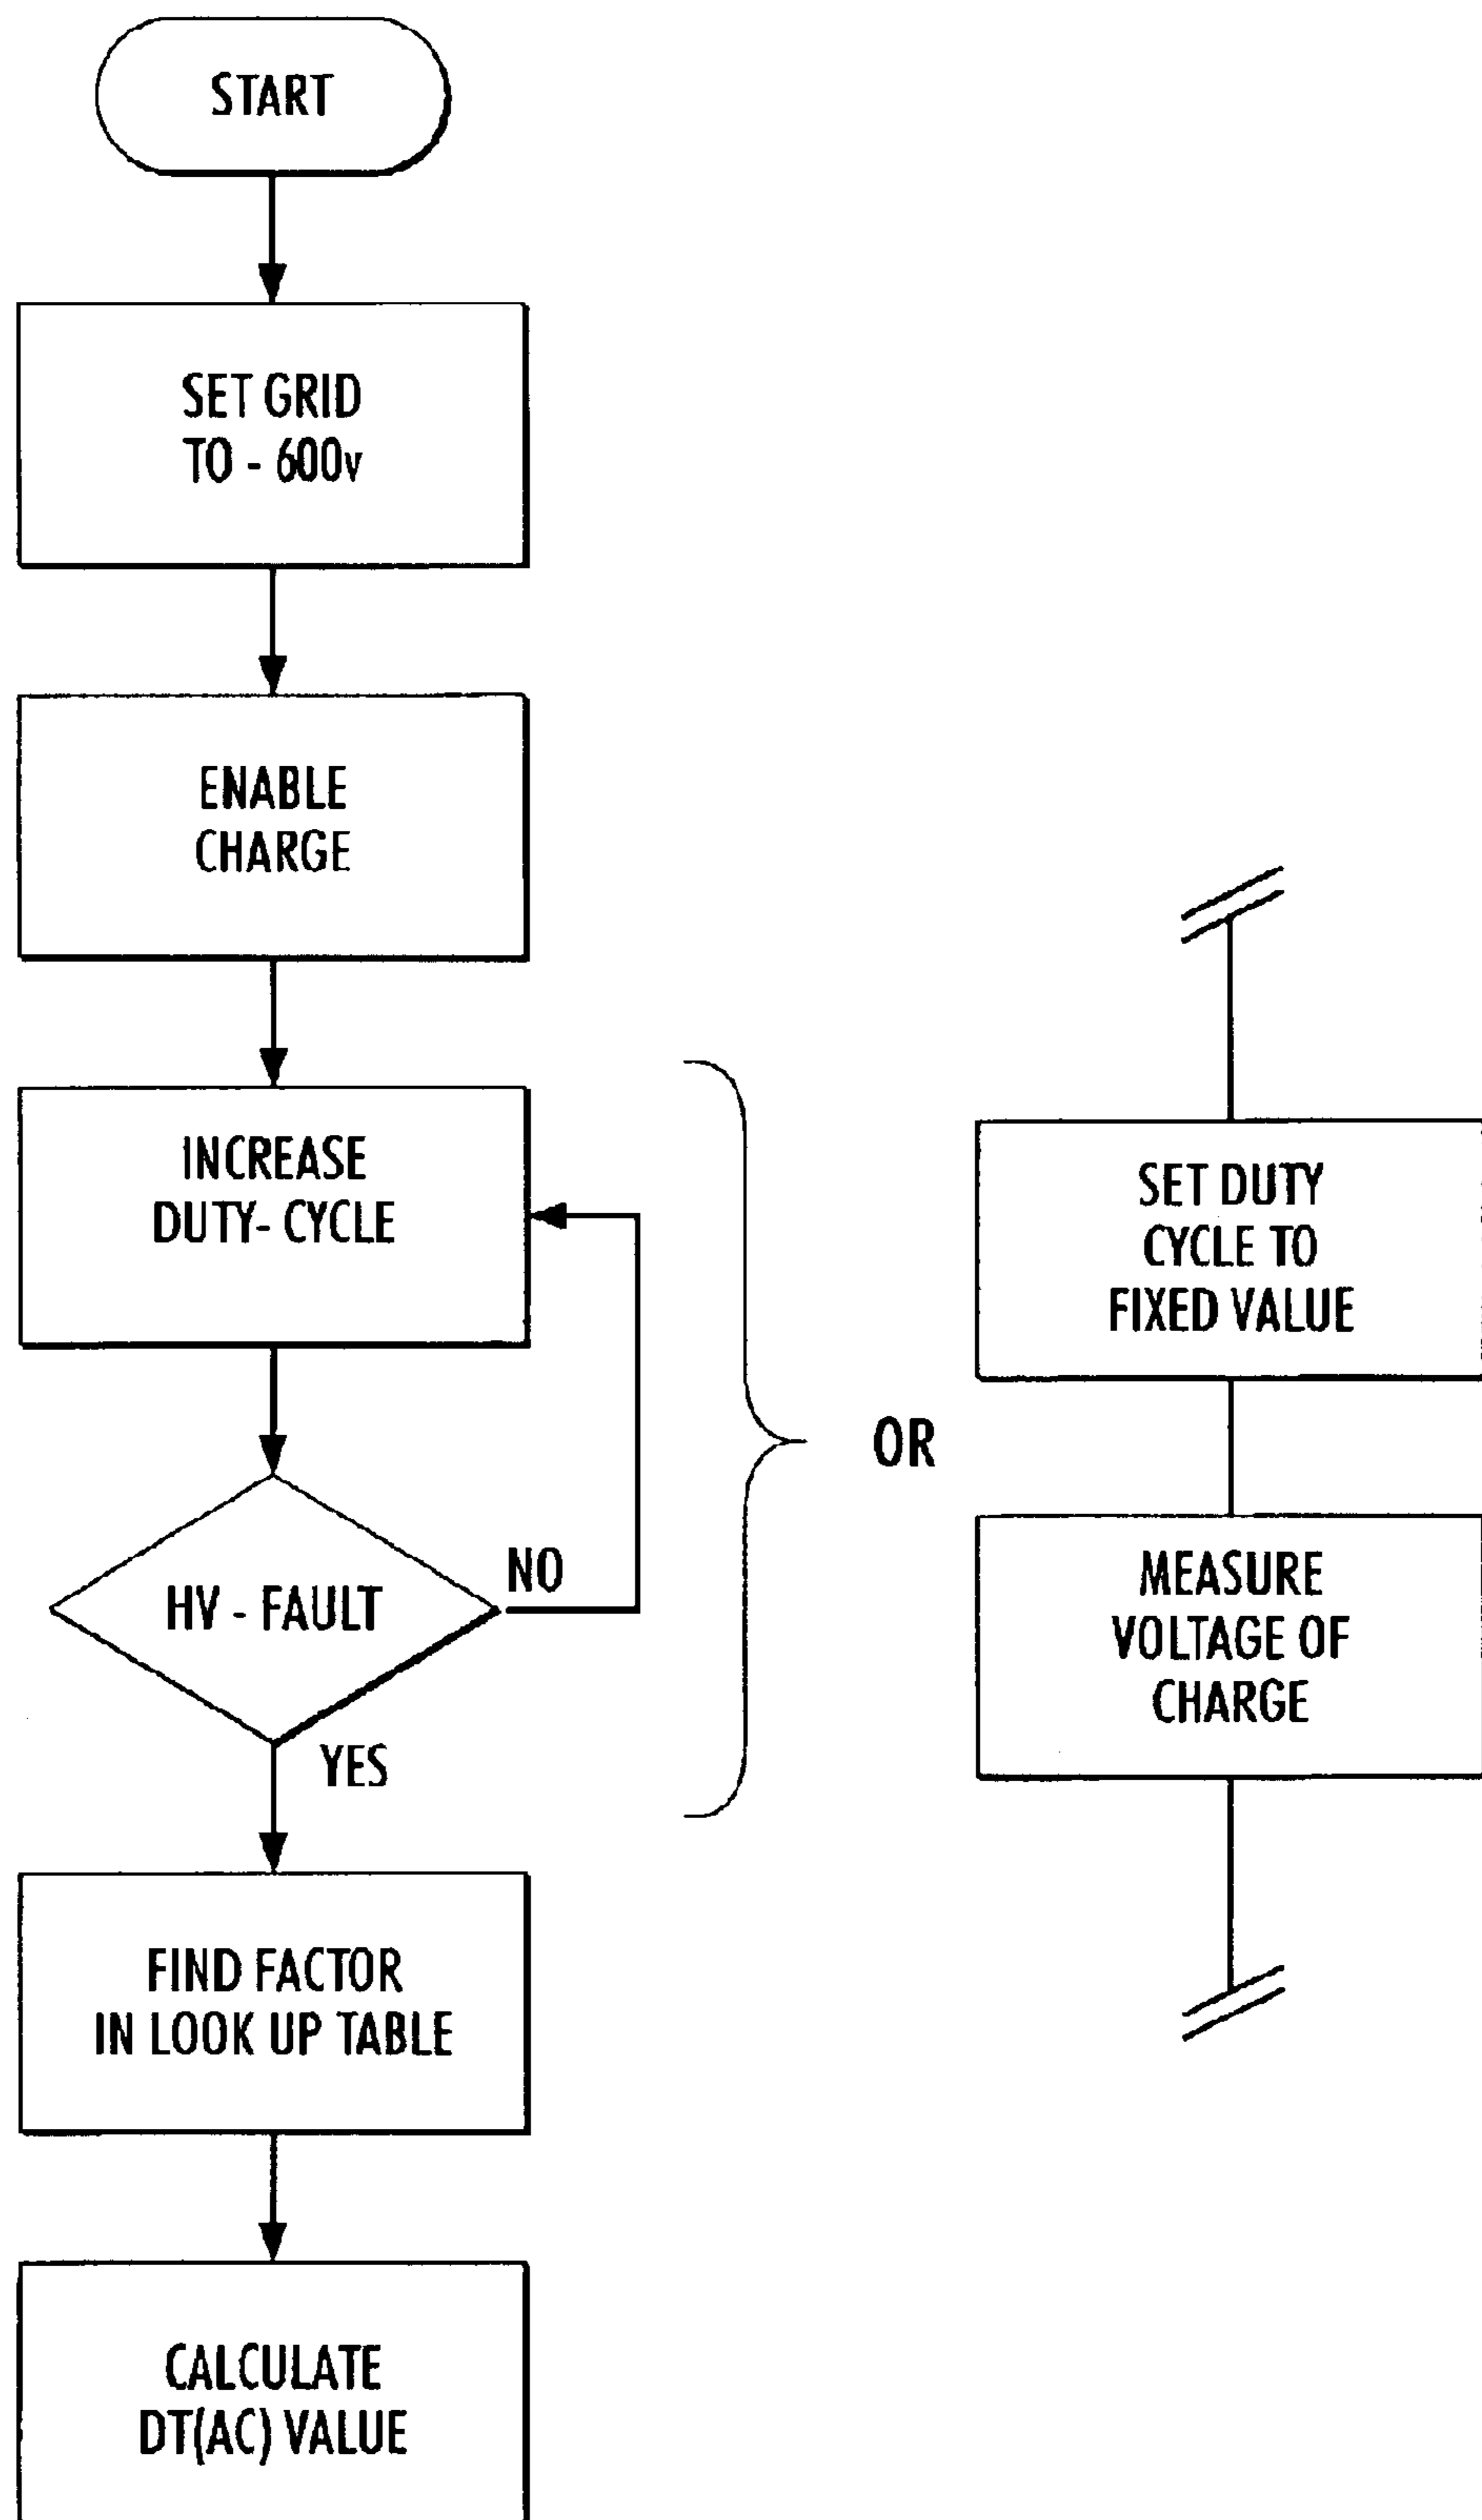 START
SET GRID
TO - 600v
ENABLE
CHARGE
INCREASE
DUTY- CYCLE
HV - FAULT
NO
YES
FIND FACTOR
IN LOOK UP TABLE
CALCULATE
DT(AC) VALUE
OR
SET DUTY
CYCLE TO
FIXED VALUE
MEASURE
VOLTAGE OF
CHARGE